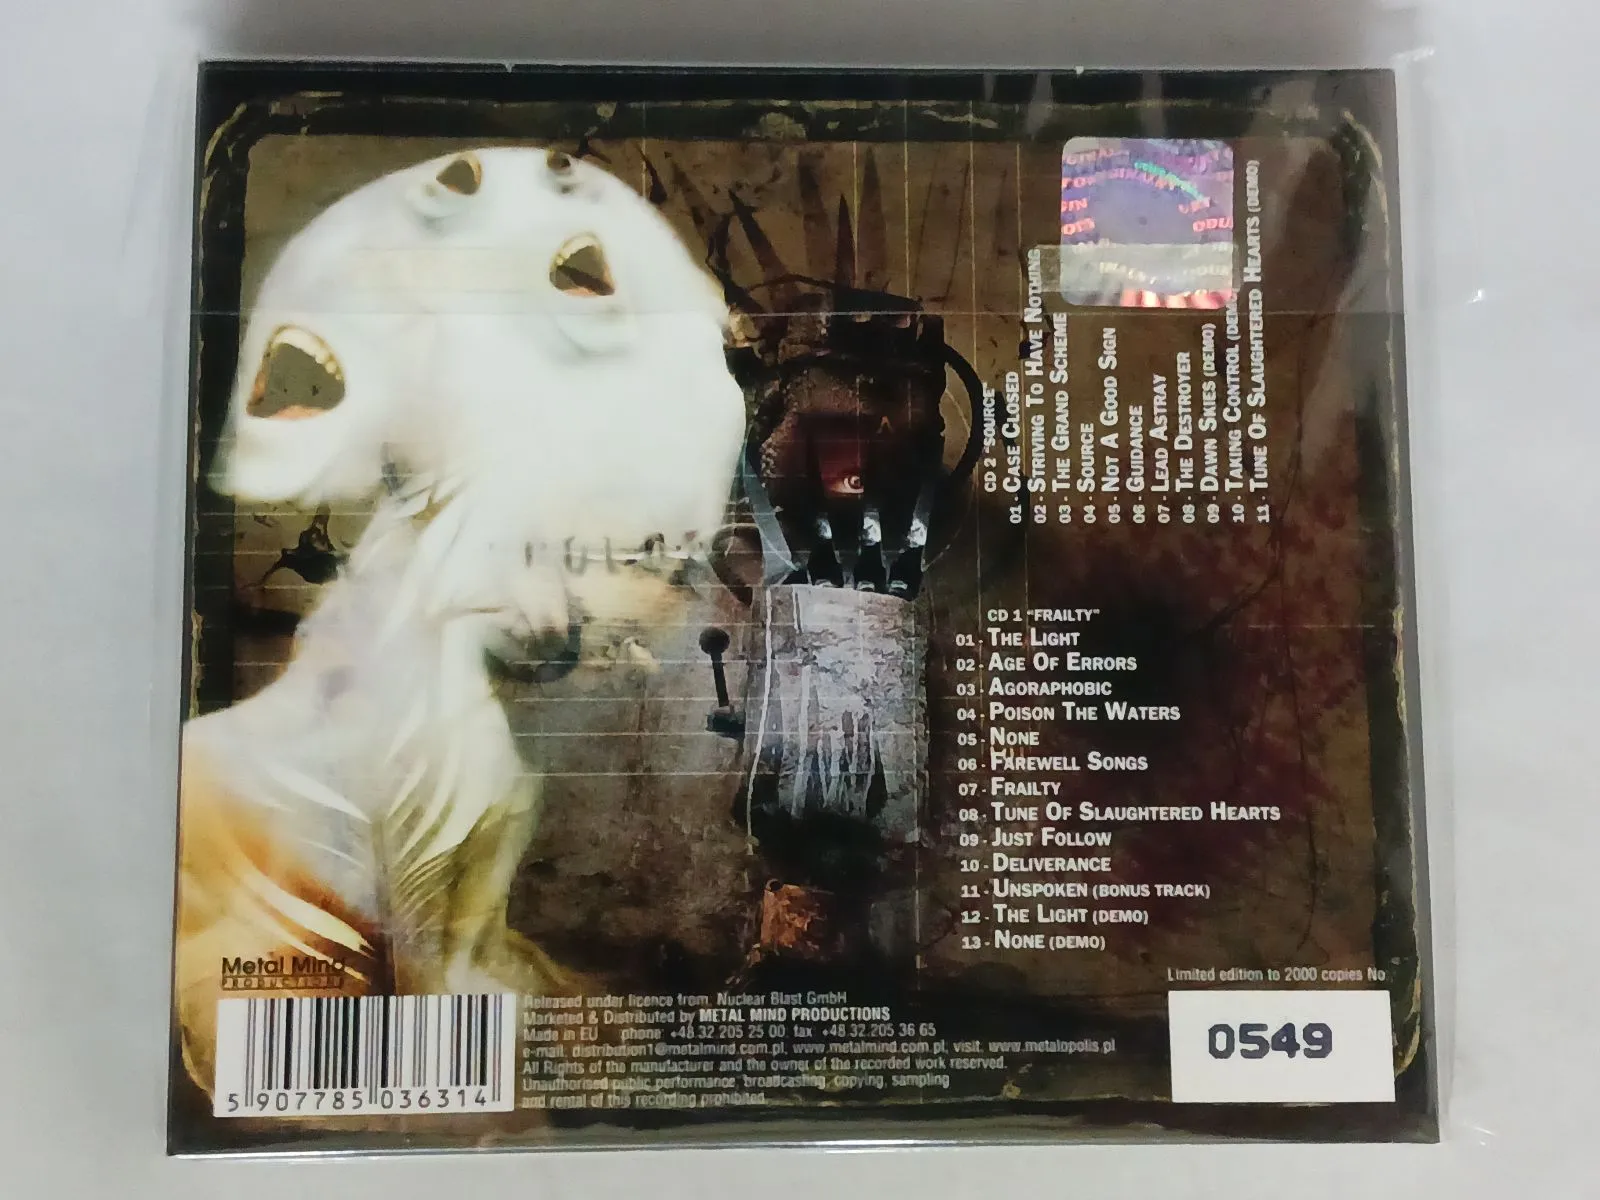 CD 2 "SOURCE"
01 - CASE CLOSED
02 - STRIVING TO HAVE NOTHING
03 - THE GRAND SCHEME
04 - SOURCE
05 - NOT A GOOD SIGN
06 - GUIDANCE
07 - LEAD ASTRAY
08 - THE DESTROYER
09 - DAWN SKIES (DEMO)
10 - TAKING CONTROL
11 - TUNE OF SLAUGHTERED HEARTS (DEMO)
CD 1 "FRAILTY"
01 - THE LIGHT
02 - AGE OF ERRORS
03 - AGORAPHOBIC
04 - POISON THE WATERS
05 - NONE
06 - FAREWELL SONGS
07 - FRAILTY
08 - TUNE OF SLAUGHTERED HEARTS
09 - JUST FOLLOW
10 - DELIVERANCE
11 - UNSPOKEN (BONUS TRACK)
12 - THE LIGHT (DEMO)
13 - NONE (DEMO)
Limited edition to 2000 copies No.:
0549
Metal Mind
PRODUCTIONS
5 907785 036314
Released under licence from: Nuclear Blast GmbH
Marketed & Distributed by METAL MIND PRODUCTIONS
Made in EU phone: +48.32.205 25 00; fax: +48.32.205 36 65
e-mail: distribution1@metalmind.com.pl; www.metalmind.com.pl; visit: www.metalopolis.pl
All Rights of the manufacturer and the owner of the recorded work reserved.
Unauthorised public performance, broadcasting, copying, sampling
and rental of this recording prohibited.